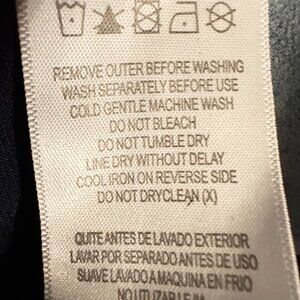 REMOVE OUTER BEFORE WASHING
WASH SEPARATELY BEFORE USE
COLD GENTLE MACHINE WASH
DO NOT BLEACH
DO NOT TUMBLE DRY
LINE DRY WITHOUT DELAY
COOL IRON ON REVERSE SIDE
DO NOT DRYCLEAN (X)
QUITE ANTES DE LAVADO EXTERIOR
LAVAR POR SEPARADO ANTES DE USO
SUAVE LAVADO A MAQUINA EN FRIO
NO UTILIZAR